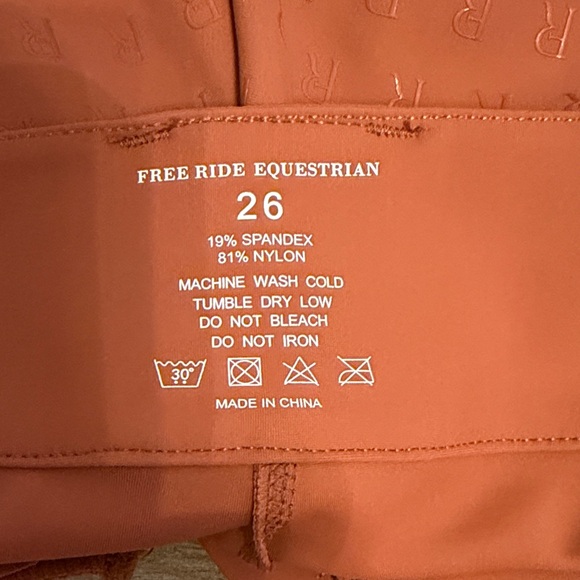 FREE RIDE EQUESTRIAN
26
19% SPANDEX
81% NYLON
MACHINE WASH COLD
TUMBLE DRY LOW
DO NOT BLEACH
DO NOT IRON
30°
MADE IN CHINA
R R R R R
R R R R